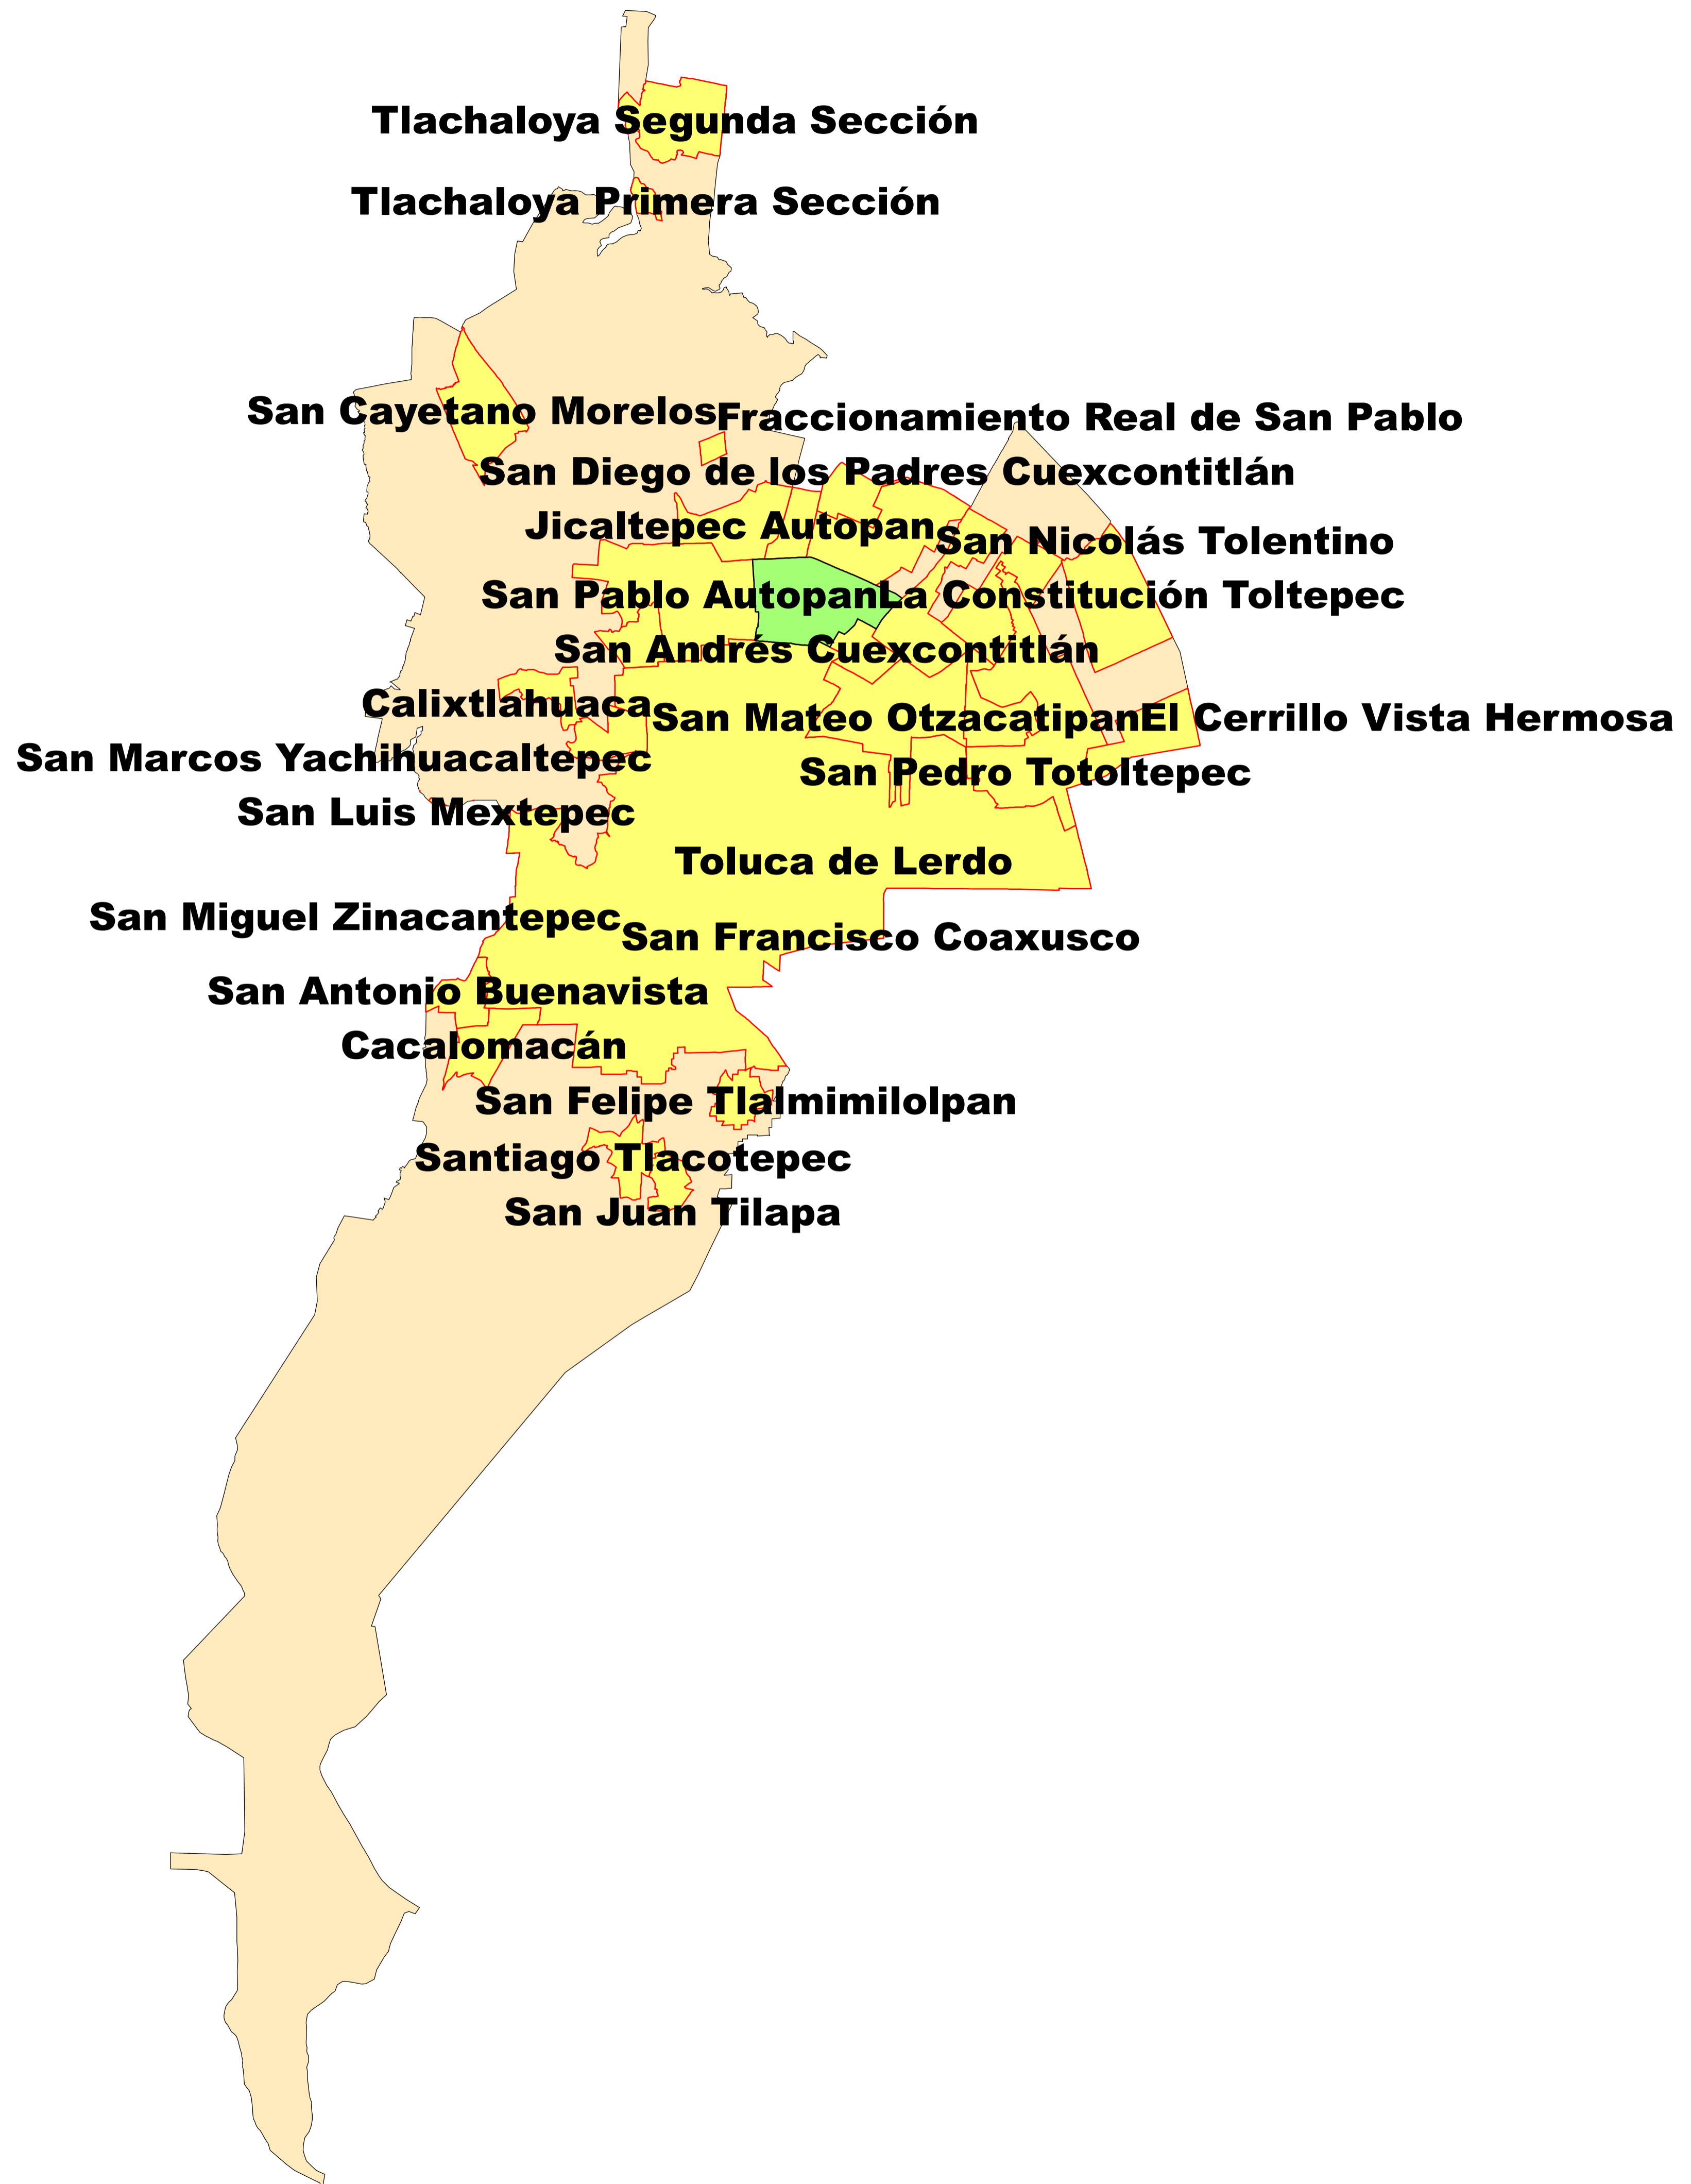 Tlachaloya Segunda Sección
Tlachaloya Primera Sección
San Cayetano Morelos
Fraccionamiento Real de San Pablo
San Diego de los Padres Cuexcontitlán
Jicaltepec Autopan
San Nicolás Tolentino
San Pablo Autopan
La Constitución Toltepec
San Andrés Cuexcontitlán
Calixtlahuaca
San Mateo Otzacatipan
El Cerrillo Vista Hermosa
San Marcos Yachihuacaltepec
San Pedro Totoltepec
San Luis Mextepec
Toluca de Lerdo
San Miguel Zinacantepec
San Francisco Coaxusco
San Antonio Buenavista
Cacalomacán
San Felipe Tlalmimilolpan
Santiago Tlacotepec
San Juan Tilapa